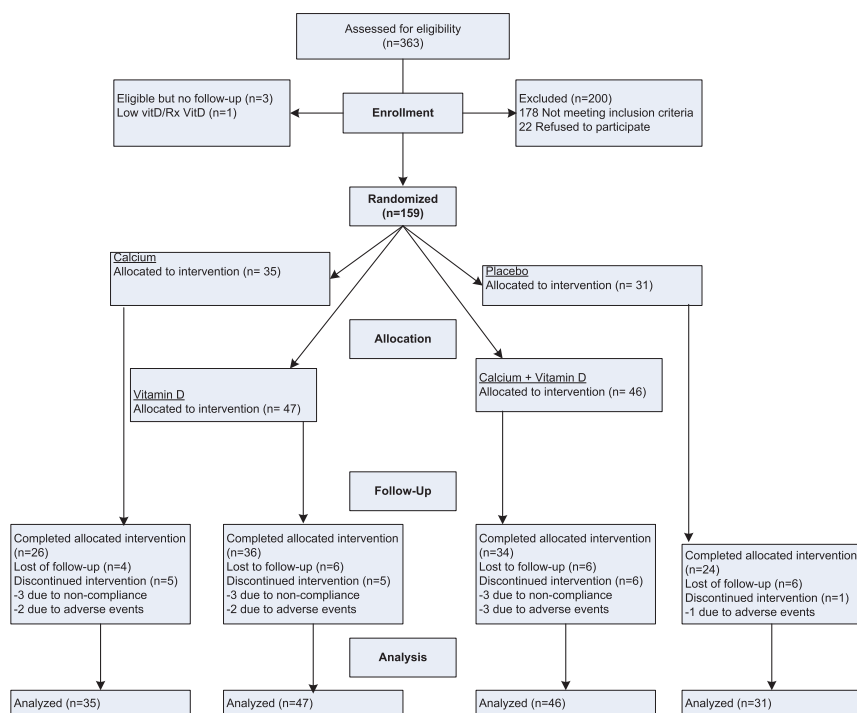 Assessed for eligibility
(n=363)
Eligible but no follow-up (n=3)
Low vitD/Rx VitD (n=1)
Enrollment
Excluded (n=200)
178 Not meeting inclusion criteria
22 Refused to participate
Randomized
(n=159)
Calcium
Allocated to intervention (n= 35)
Placebo
Allocated to intervention (n= 31)
Allocation
Vitamin D
Allocated to intervention (n= 47)
Calcium + Vitamin D
Allocated to intervention (n= 46)
Follow-Up
Completed allocated intervention
(n=26)
Lost of follow-up (n=4)
Discontinued intervention (n=5)
-3 due to non-compliance
-2 due to adverse events
Completed allocated intervention
(n=36)
Lost to follow-up (n=6)
Discontinued intervention (n=5)
-3 due to non-compliance
-2 due to adverse events
Completed allocated intervention
(n=34)
Lost to follow-up (n=6)
Discontinued intervention (n=6)
-3 due to non-compliance
-3 due to adverse events
Completed allocated intervention
(n=24)
Lost of follow-up (n=6)
Discontinued intervention (n=1)
-1 due to adverse events
Analysis
Analyzed (n=35)
Analyzed (n=47)
Analyzed (n=46)
Analyzed (n=31)